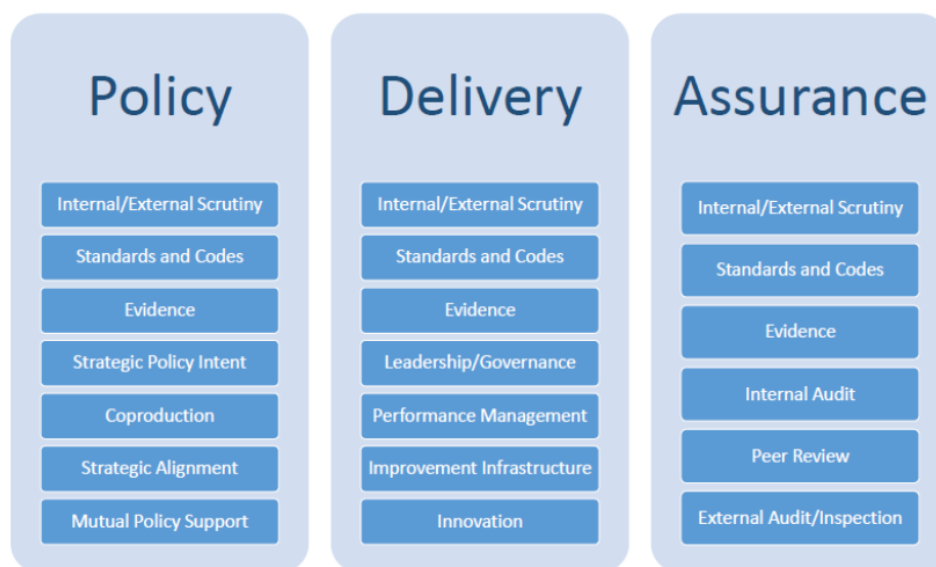 Policy
Internal/External Scrutiny
Standards and Codes
Evidence
Strategic Policy Intent
Coproduction
Strategic Alignment
Mutual Policy Support
Delivery
Internal/External Scrutiny
Standards and Codes
Evidence
Leadership/Governance
Performance Management
Improvement Infrastructure
Innovation
Assurance
Internal/External Scrutiny
Standards and Codes
Evidence
Internal Audit
Peer Review
External Audit/Inspection